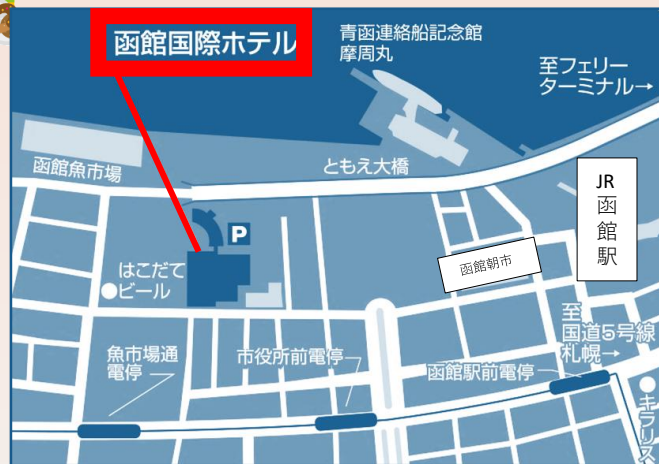 函館国際ホテル
青函連絡船記念館
摩周丸
至フェリー
ターミナル→
函館魚市場
ともえ大橋
JR
函
館
駅
P
函館朝市
はこだて
ビール
至
国道5号線
札幌→
魚市場通
電停
市役所前電停
函館駅前電停
キラリス